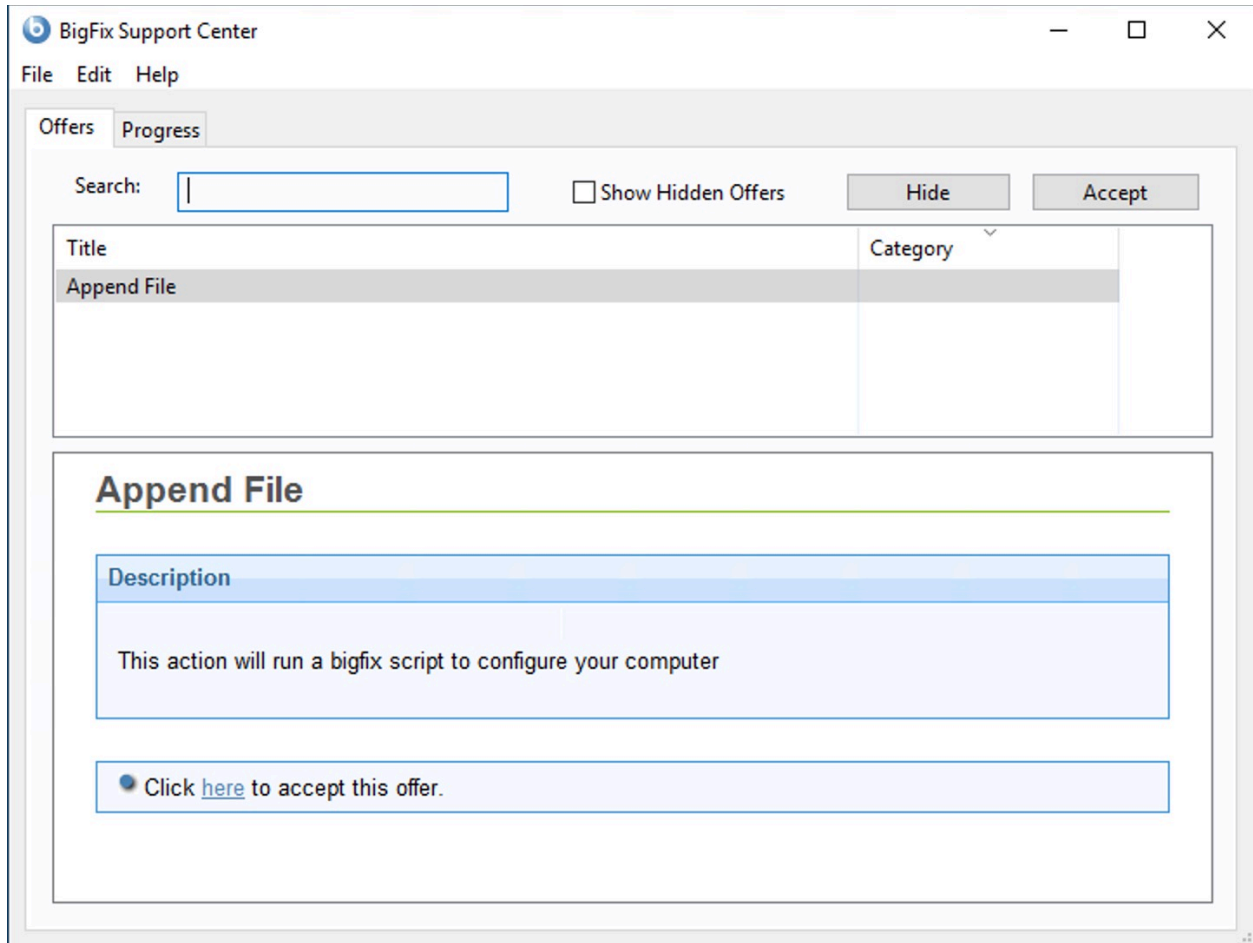 BigFix Support Center
File Edit Help
Offers Progress
Search: Show Hidden Offers Hide Accept
Title Category
Append File
Append File
Description
This action will run a bigfix script to configure your computer
Click here to accept this offer.